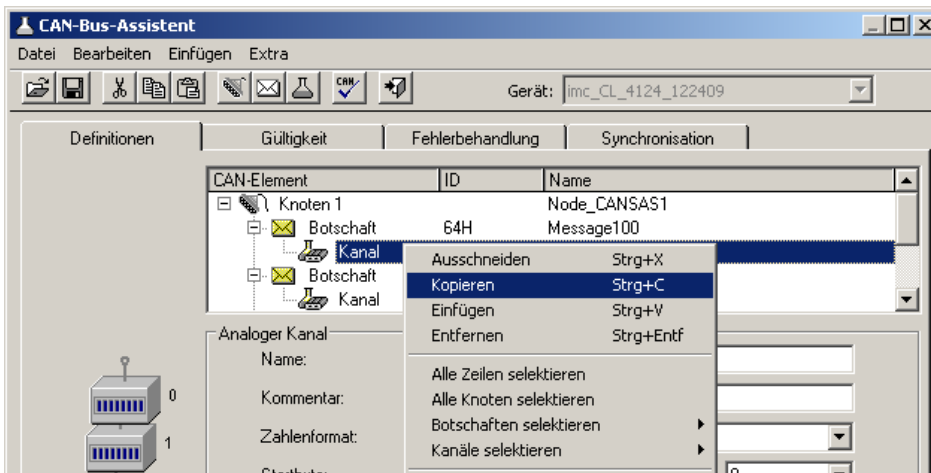 CAN-Bus-Assistent
Datei Bearbeiten Einfügen Extra
CAN Gerät: imc_CL_4124_122409
Definitionen Gültigkeit Fehlerbehandlung Synchronisation
CAN-Element ID Name
Knoten 1 Node_CANSAS1
Botschaft 64H Message100
Kanal
Botschaft
Kanal
Ausschneiden Strg+X
Kopieren Strg+C
Einfügen Strg+V
Entfernen Strg+Entf
Alle Zeilen selektieren
Alle Knoten selektieren
Botschaften selektieren
Kanäle selektieren
Analoger Kanal
Name:
Kommentar:
Zahlenformat:
0
1